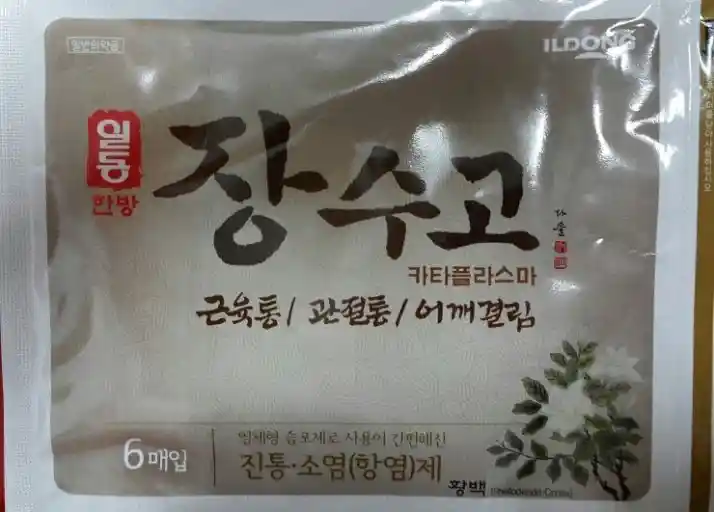 일반의약품
ILDONG
일동
한방
장수고
카타플라스마
근육통 / 관절통 / 어깨결림
6매입
진통·소염(항염)제
황백